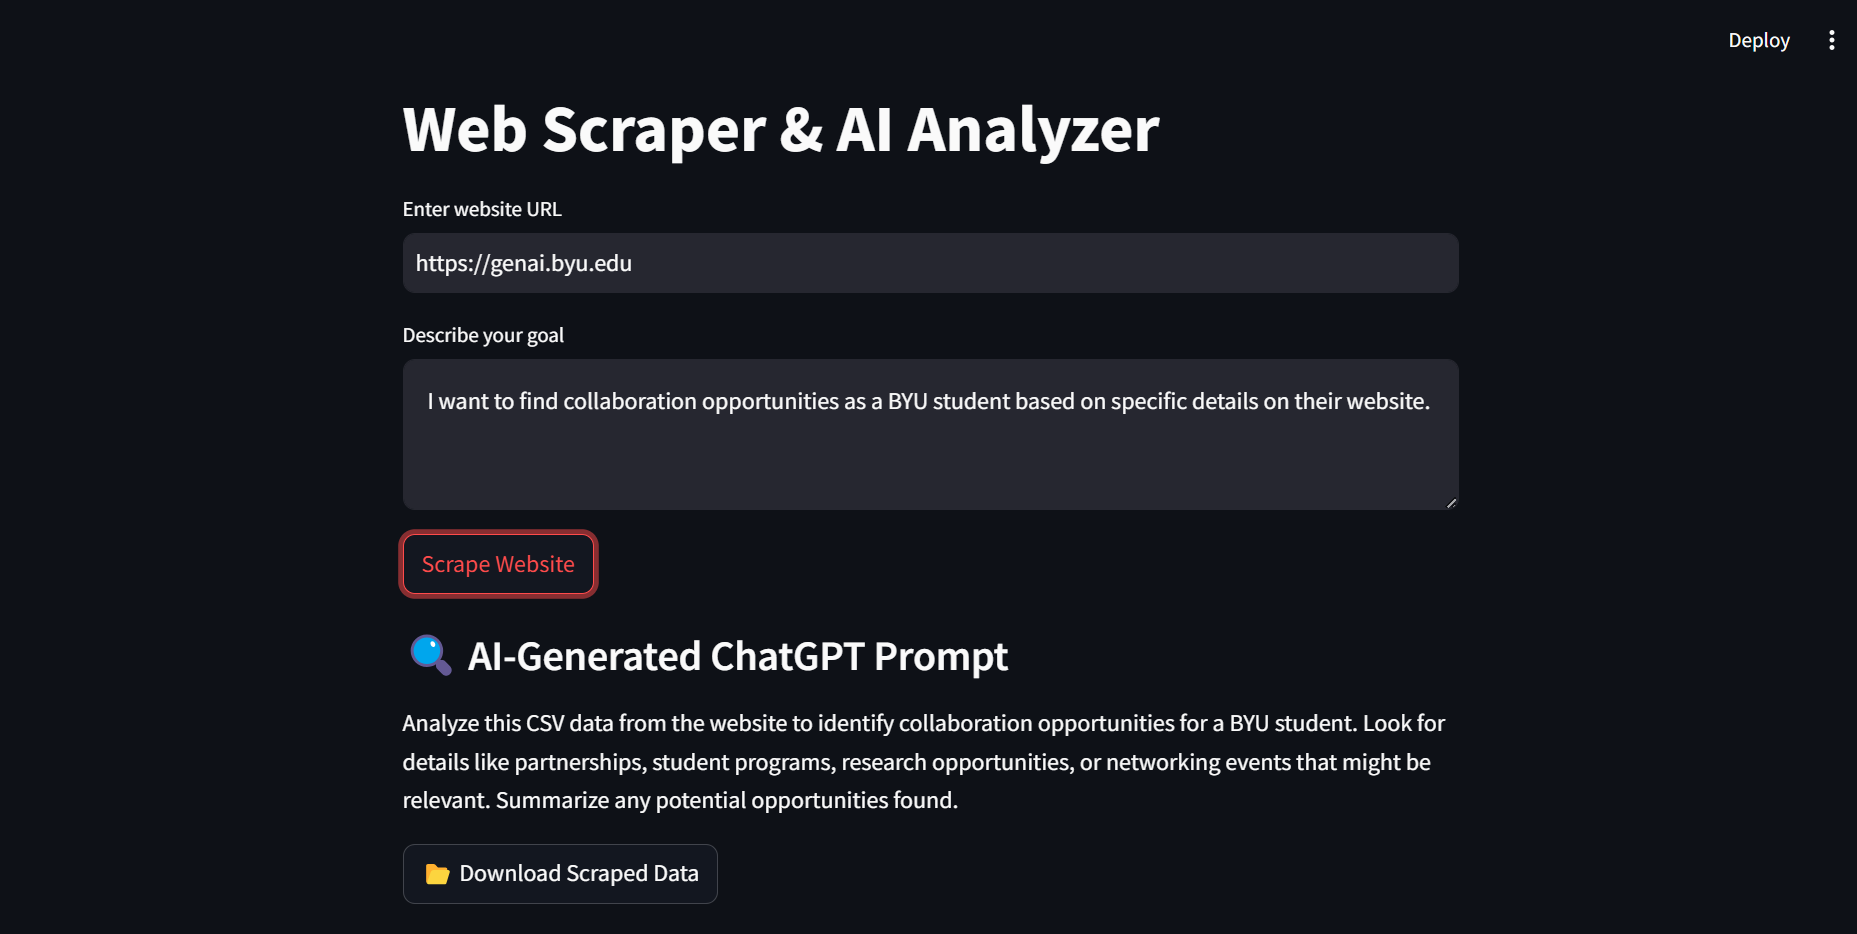 Deploy
Web Scraper & AI Analyzer
Enter website URL
https://genai.byu.edu
Describe your goal
I want to find collaboration opportunities as a BYU student based on specific details on their website.
Scrape Website
AI-Generated ChatGPT Prompt
Analyze this CSV data from the website to identify collaboration opportunities for a BYU student. Look for
details like partnerships, student programs, research opportunities, or networking events that might be
relevant. Summarize any potential opportunities found.
Download Scraped Data